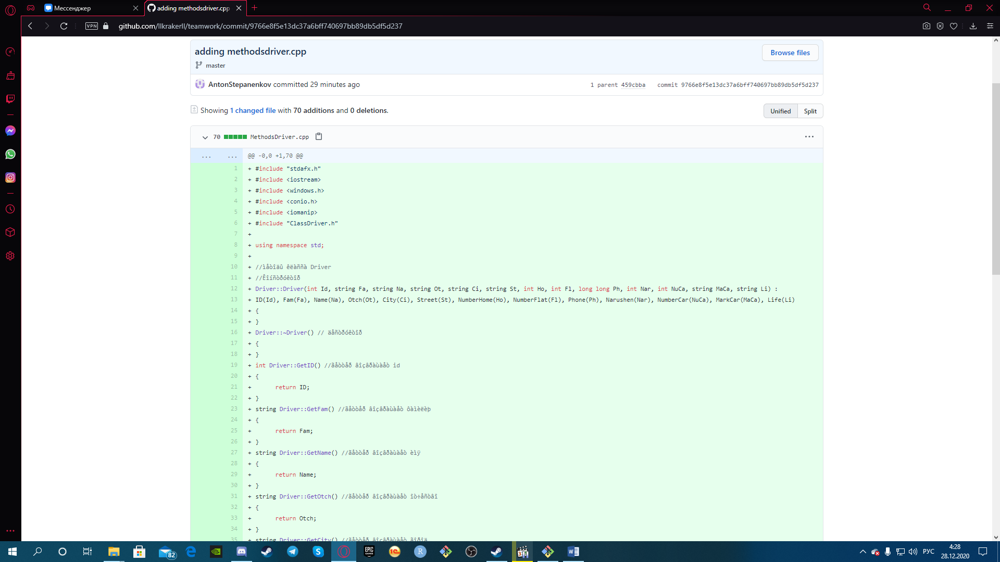 Мессенджер
adding methodsdriver.cpp
VPN
github.com/llkrakerll/teamwork/commit/9766e8f5e13dc37a6bff740697bb89db5df5d237
adding methodsdriver.cpp
Browse files
master
AntonStepanenkov committed 29 minutes ago
1 parent 459cbba commit 9766e8f5e13dc37a6bff740697bb89db5df5d237
Showing 1 changed file with 70 additions and 0 deletions.
Unified Split
70 MethodsDriver.cpp
... ... @@ -0,0 +1,70 @@
1 + #include "stdafx.h"
2 + #include <iostream>
3 + #include <windows.h>
4 + #include <conio.h>
5 + #include <iomanip>
6 + #include "ClassDriver.h"
7 +
8 + using namespace std;
9 +
10 + //ìåòîäû êëàññà Driver
11 + //Êîíñòðóêòîð
12 + Driver::Driver(int Id, string Fa, string Na, string Ot, string Ci, string St, int Ho, int Fl, long long Ph, int Nar, int NuCa, string MaCa, string Li) :
13 + ID(Id), Fam(Fa), Name(Na), Otch(Ot), City(Ci), Street(St), NumberHome(Ho), NumberFlat(Fl), Phone(Ph), Narushen(Nar), NumberCar(NuCa), MarkCar(MaCa), Life(Li)
14 + {
15 + }
16 + Driver::~Driver() // äåñòðóêòîð
17 + {
18 + }
19 + int Driver::GetID() //ãåòòåð âîçâðàùàåò id
20 + {
21 + return ID;
22 + }
23 + string Driver::GetFam() //ãåòòåð âîçâðàùàåò ôàìèëèþ
24 + {
25 + return Fam;
26 + }
27 + string Driver::GetName() //ãåòòåð âîçâðàùàåò èìÿ
28 + {
29 + return Name;
30 + }
31 + string Driver::GetOtch() //ãåòòåð âîçâðàùàåò îò÷åñòâî
32 + {
33 + return Otch;
34 + }
35 + string Driver::GetCity() //ãåòòåð âîçâðàùàåò ãîðîä
82
EPIC GAMES
1C
R
311
РУС
4:28
28.12.2020